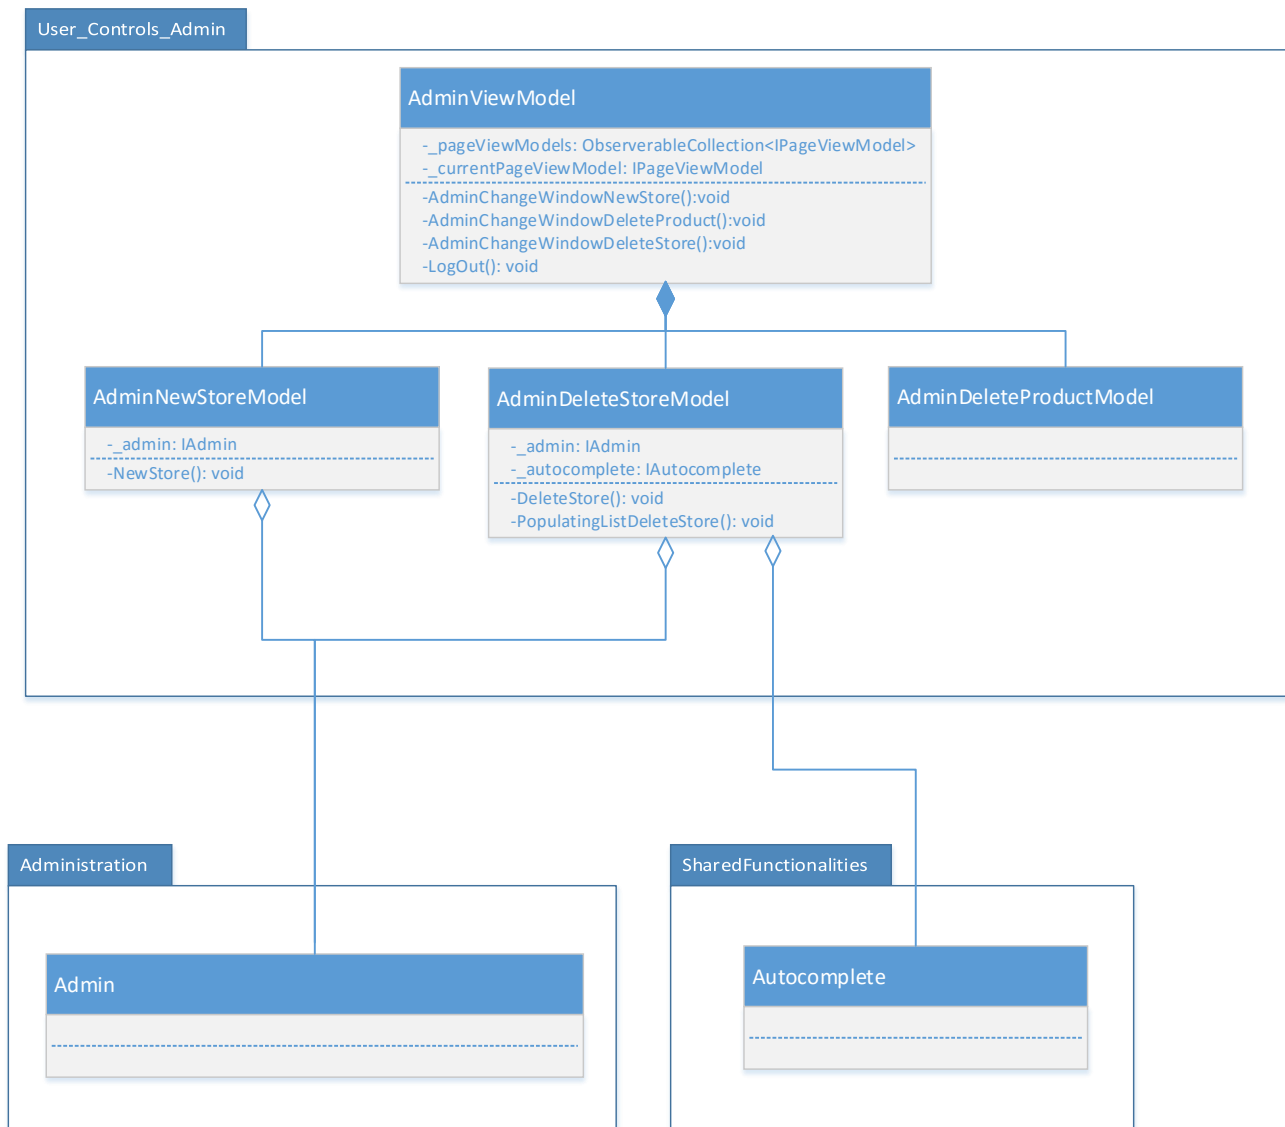 User_Controls_Admin
AdminViewModel
-_pageViewModels: ObserverableCollection<IPageViewModel>
-_currentPageViewModel: IPageViewModel
-AdminChangeWindowNewStore():void
-AdminChangeWindowDeleteProduct():void
-AdminChangeWindowDeleteStore():void
-LogOut(): void
AdminNewStoreModel
-_admin: IAdmin
-NewStore(): void
AdminDeleteStoreModel
-_admin: IAdmin
-_autocomplete: IAutocomplete
-DeleteStore(): void
-PopulatingListDeleteStore(): void
AdminDeleteProductModel
Administration
Admin
SharedFunctionalities
Autocomplete